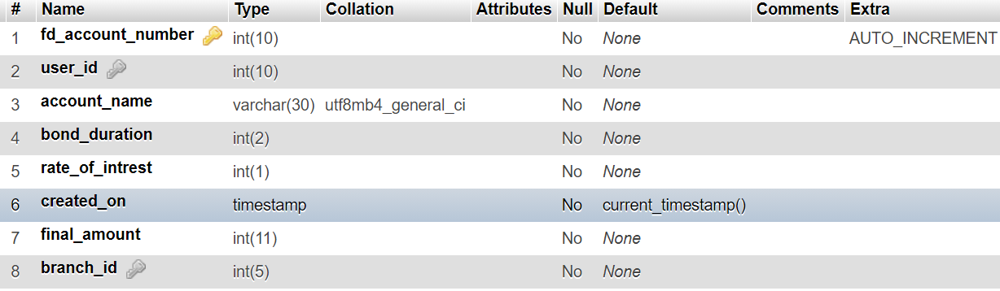 # Name Type Collation Attributes Null Default Comments Extra
1 fd_account_number int(10) No None AUTO_INCREMENT
2 user_id int(10) No None
3 account_name varchar(30) utf8mb4_general_ci No None
4 bond_duration int(2) No None
5 rate_of_intrest int(1) No None
6 created_on timestamp No current_timestamp()
7 final_amount int(11) No None
8 branch_id int(5) No None